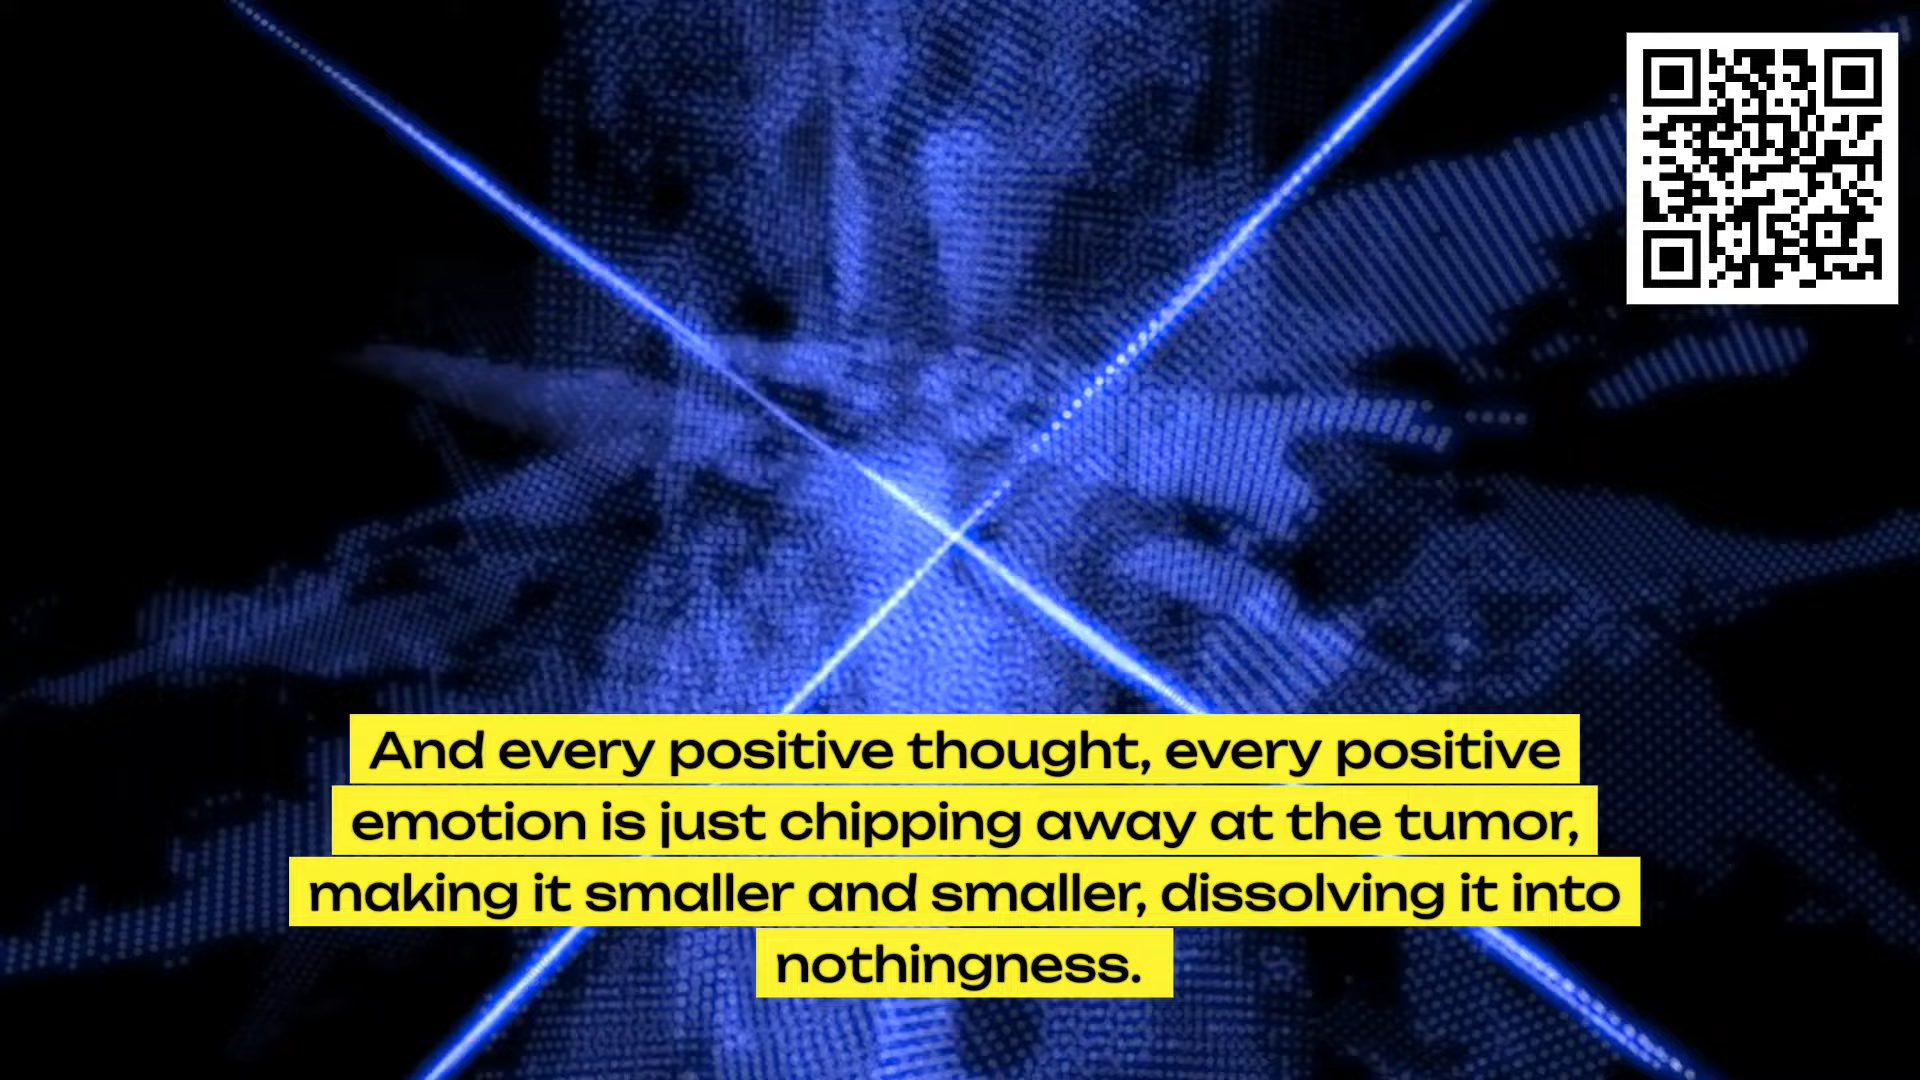 And every positive thought, every positive
emotion is just chipping away at the tumor,
making it smaller and smaller, dissolving it into
nothingness.